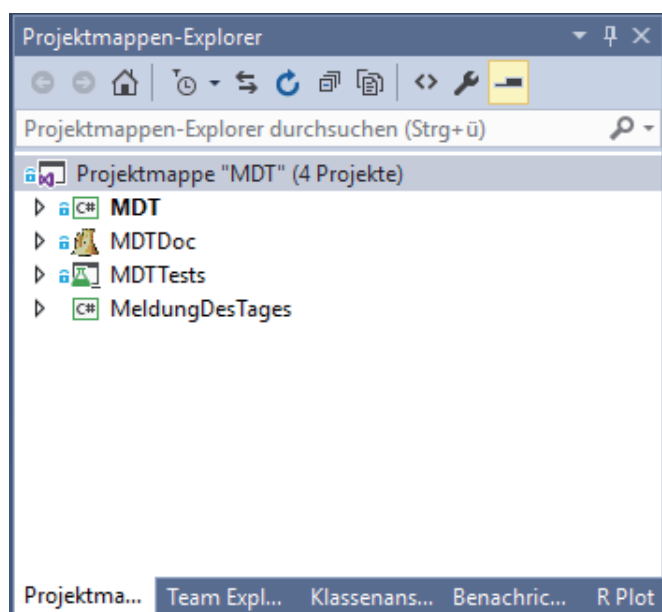 Projektmappen-Explorer
Projektmappen-Explorer durchsuchen (Strg+ü)
Projektmappe "MDT" (4 Projekte)
C# MDT
MDTDoc
MDTTests
C# MeldungDesTages
Projektma... Team Expl... Klassenans... Benachric... R Plot